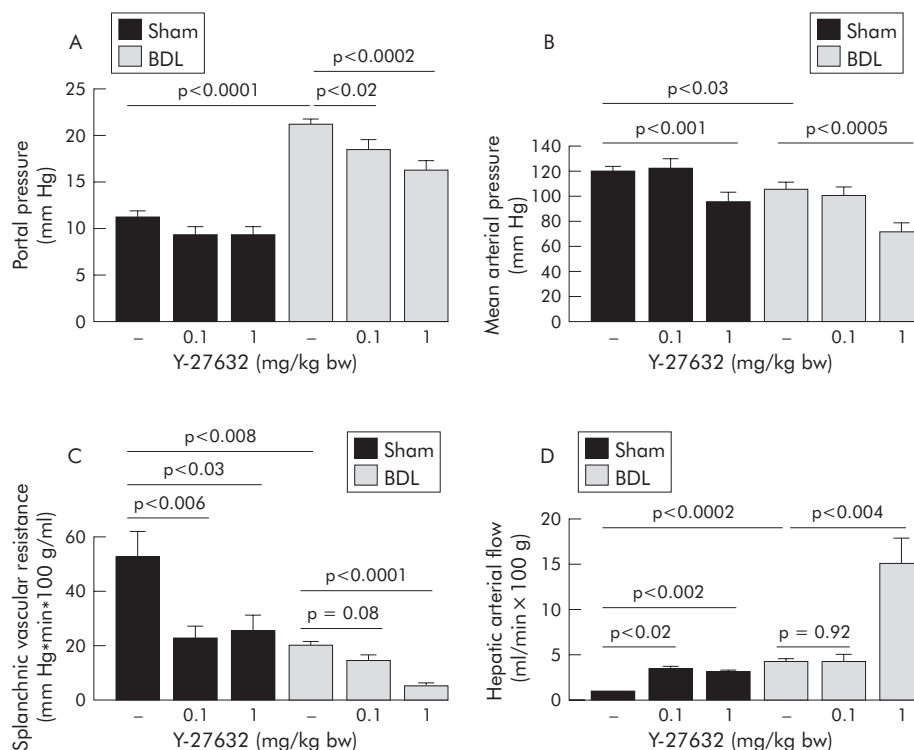 A
Sham
BDL
p<0.0002
p<0.0001
p<0.02
25
20
15
10
5
0
Portal pressure
(mm Hg)
– 0.1 1 – 0.1 1
Y-27632 (mg/kg bw)
B
Sham
BDL
p<0.03
p<0.001
p<0.0005
140
120
100
80
60
40
20
0
Mean arterial pressure
(mm Hg)
– 0.1 1 – 0.1 1
Y-27632 (mg/kg bw)
C
Sham
BDL
p<0.008
p<0.03
p<0.006
p<0.0001
p = 0.08
60
40
20
0
Splanchnic vascular resistance
(mm Hg*min*100 g/ml)
– 0.1 1 – 0.1 1
Y-27632 (mg/kg bw)
D
Sham
BDL
p<0.0002
p<0.004
p<0.002
p<0.02
p = 0.92
20
15
10
5
0
Hepatic arterial flow
(ml/min × 100 g)
– 0.1 1 – 0.1 1
Y-27632 (mg/kg bw)